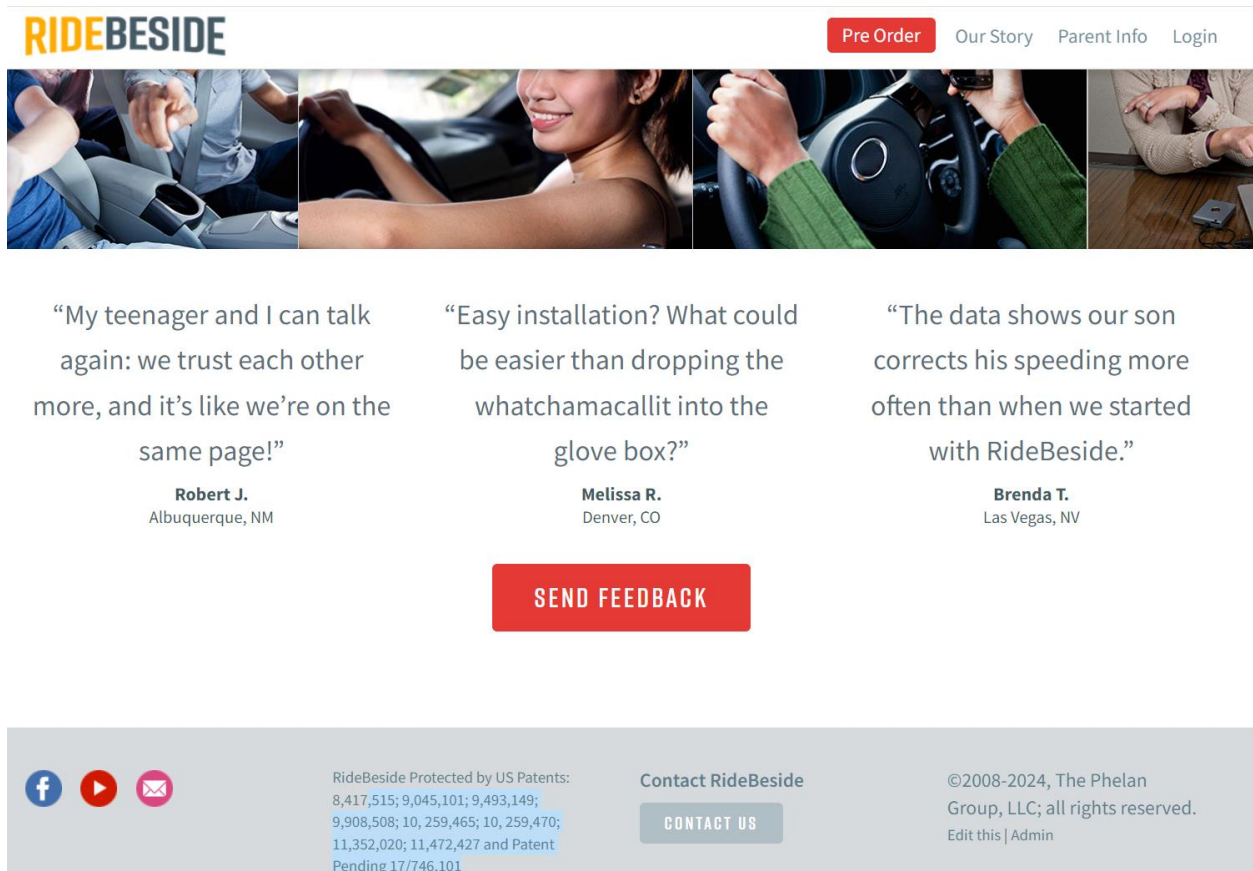 RIDEBESIDE
Pre Order
Our Story
Parent Info
Login
“My teenager and I can talk
again: we trust each other
more, and it’s like we’re on the
same page!”
Robert J.
Albuquerque, NM
“Easy installation? What could
be easier than dropping the
whatchamacallit into the
glove box?”
Melissa R.
Denver, CO
“The data shows our son
corrects his speeding more
often than when we started
with RideBeside.”
Brenda T.
Las Vegas, NV
SEND FEEDBACK
RideBeside Protected by US Patents:
8,417,515; 9,045,101; 9,493,149;
9,908,508; 10, 259,465; 10, 259,470;
11,352,020; 11,472,427 and Patent
Pending 17/746,101
Contact RideBeside
CONTACT US
©2008-2024, The Phelan
Group, LLC; all rights reserved.
Edit this | Admin